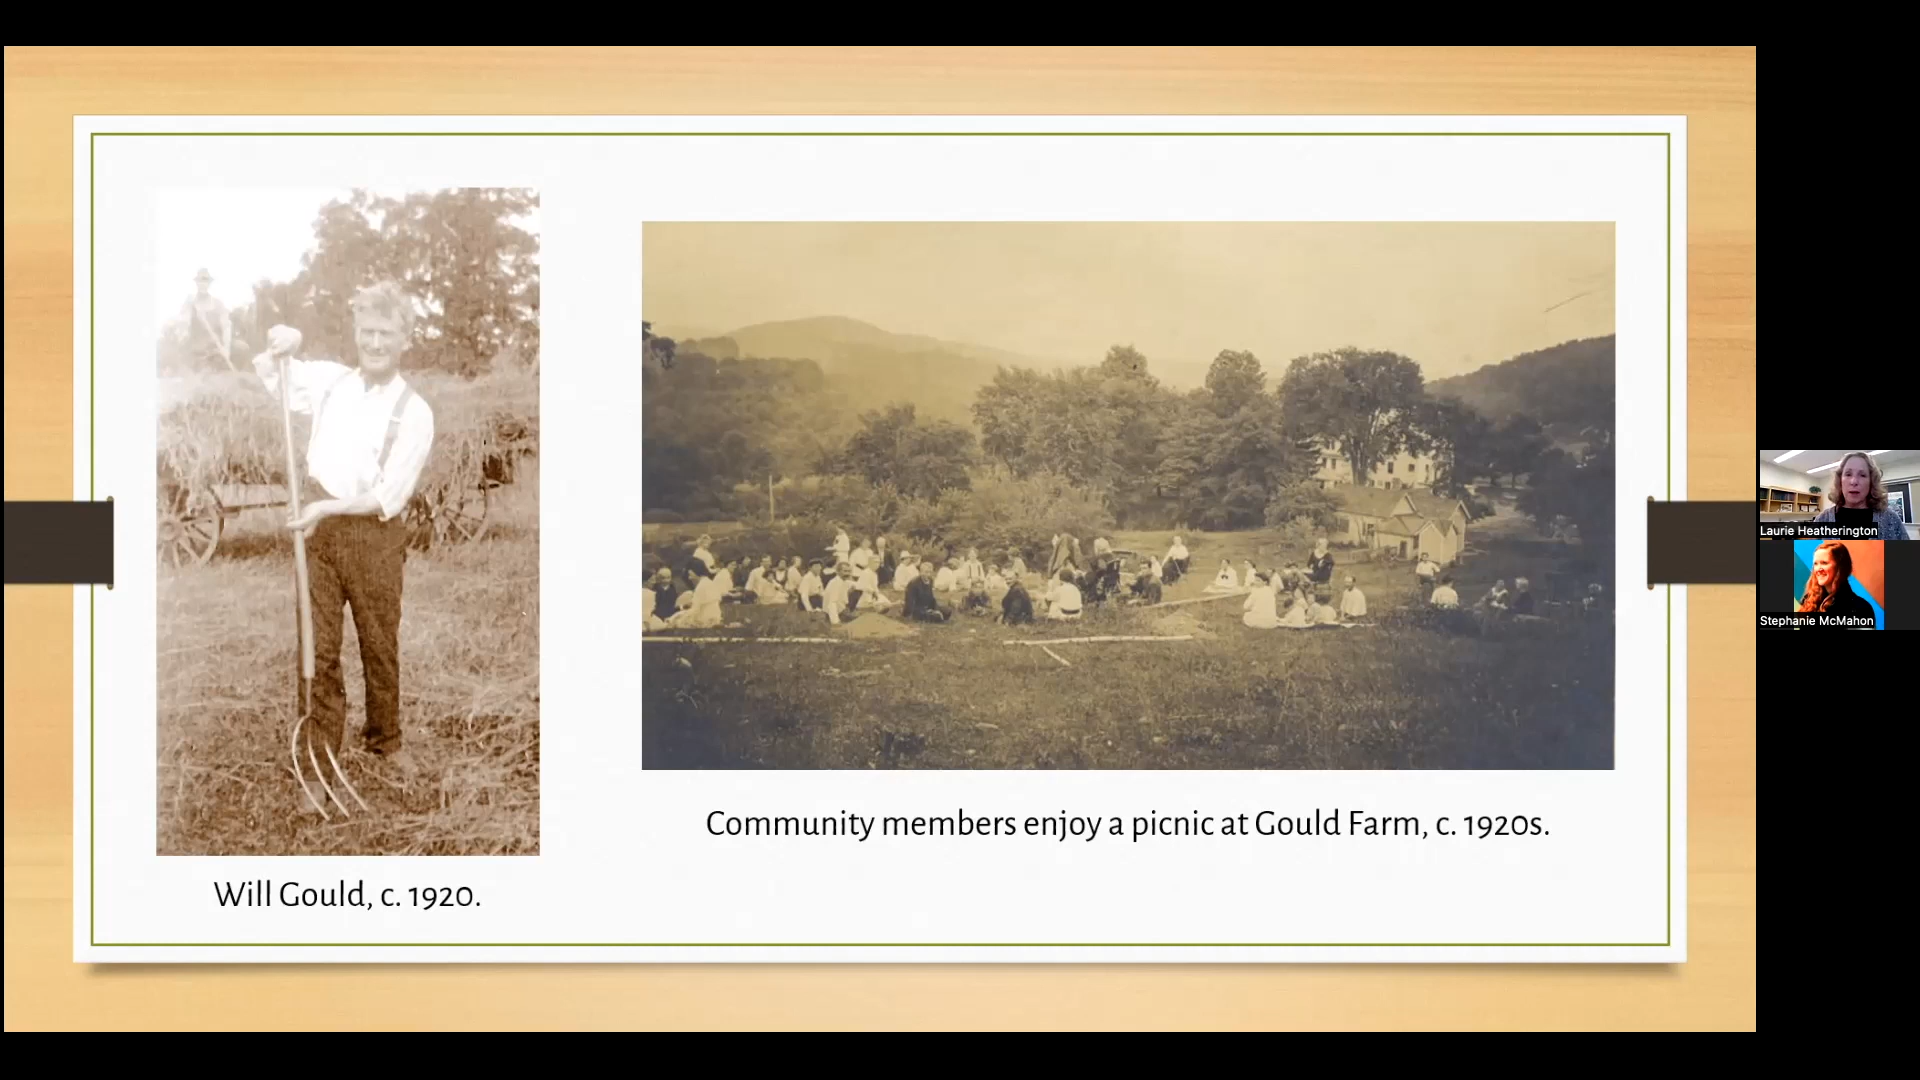 Community members enjoy a picnic at Gould Farm, c. 1920s.
Will Gould, c. 1920.
Laurie Heatherington
Stephanie McMahon